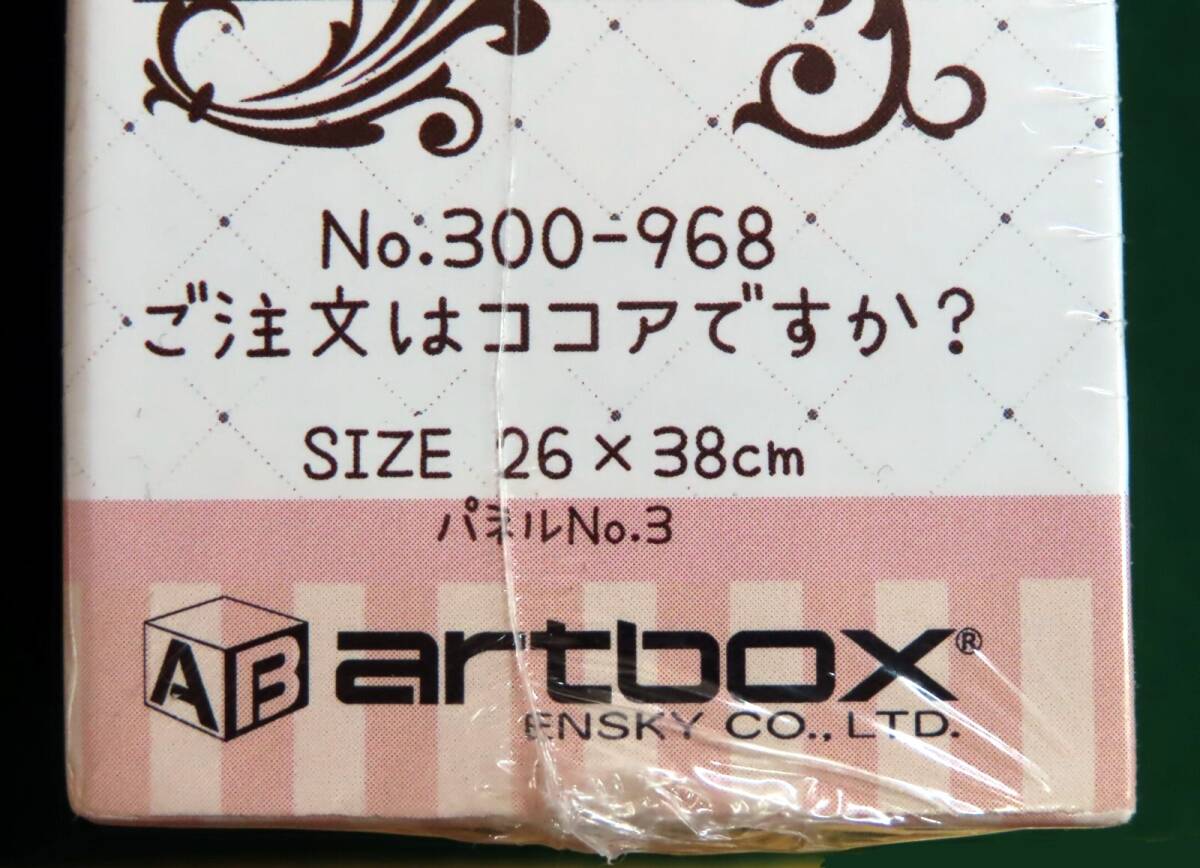 No.300-968
ご注文はココアですか?
SIZE 26×38cm
パネルNo.3
AB artbox®
ENSKY CO., LTD.